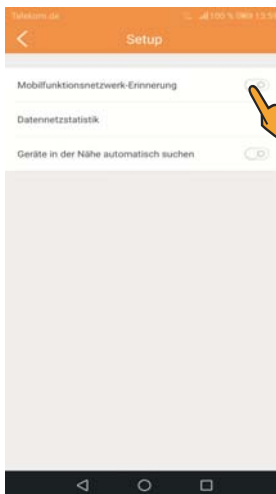 Telekom.de 100 %
Setup
Mobilfunktionsnetzwerk-Erinnerung
Datennetzstatistik
Geräte in der Nähe automatisch suchen